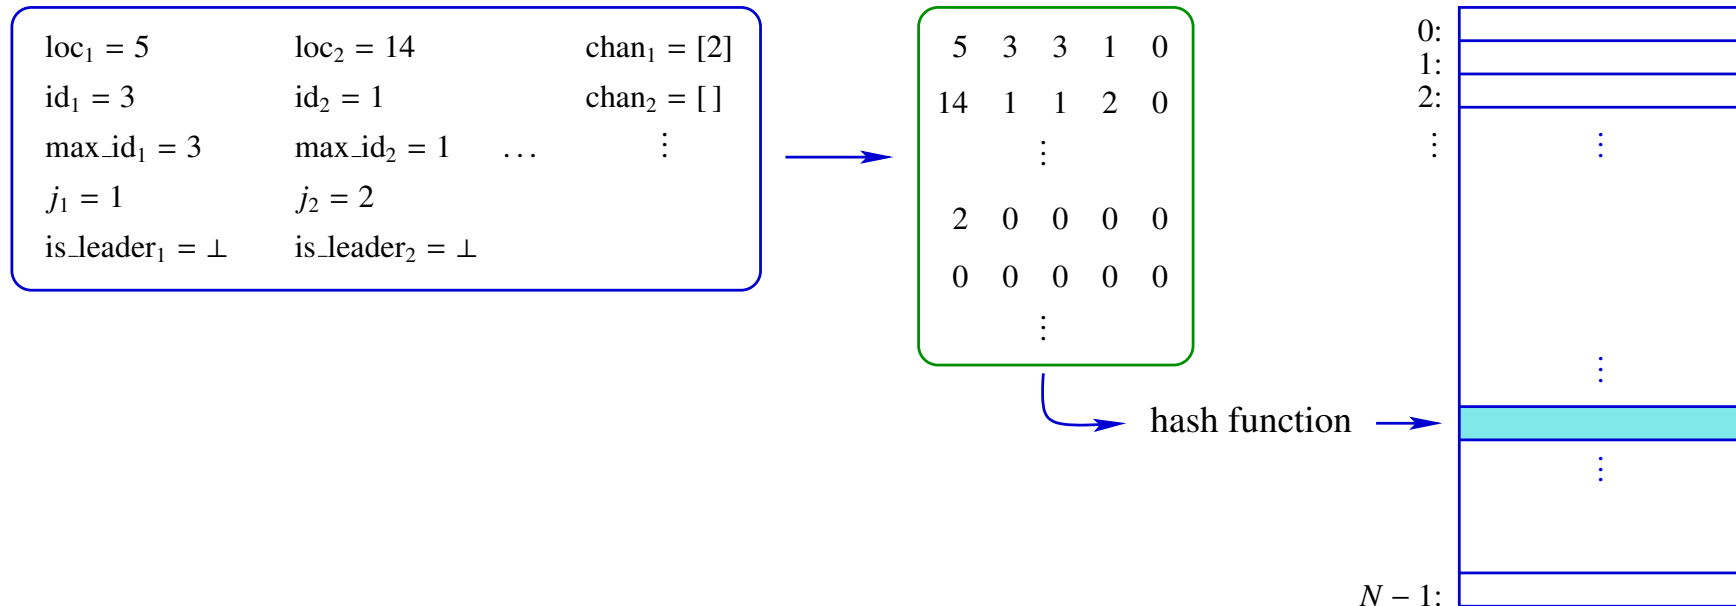 loc₁ = 5 loc₂ = 14 chan₁ = [2]
id₁ = 3 id₂ = 1 chan₂ = [ ]
max_id₁ = 3 max_id₂ = 1 … ⋮
j₁ = 1 j₂ = 2
is_leader₁ = ⊥ is_leader₂ = ⊥
5 3 3 1 0
14 1 1 2 0
⋮
2 0 0 0 0
0 0 0 0 0
⋮
hash function
0:
1:
2:
⋮ ⋮
⋮
⋮
N − 1: